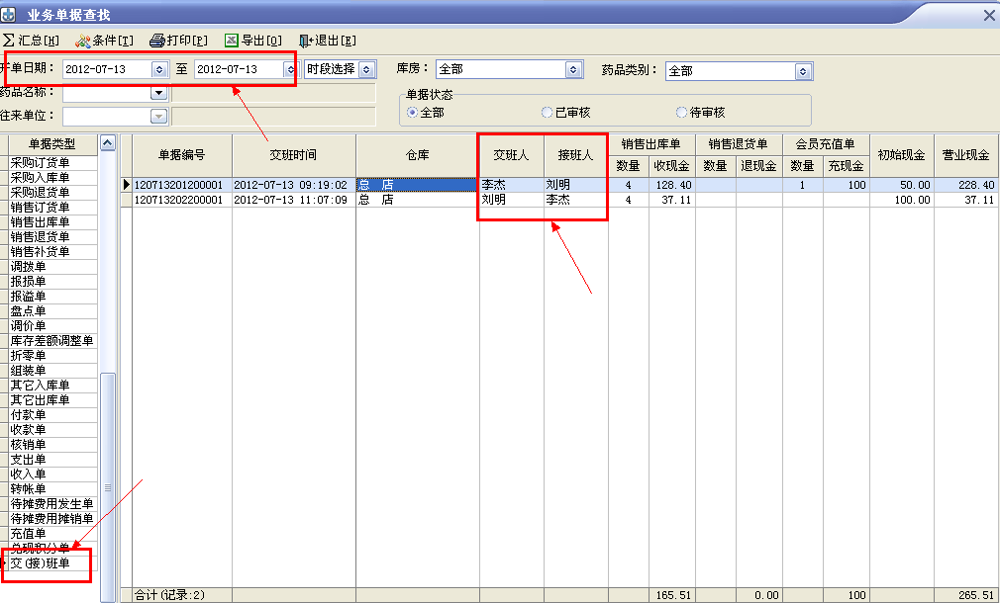 业务单据查找
Σ汇总[H] 条件[T] 打印[P] 导出[O] 退出[E]
开单日期： 2012-07-13 至 2012-07-13 时段选择 库房： 全部 药品类别： 全部
药品名称：
单据状态
往来单位： 全部 已审核 待审核
单据类型 单据编号 交班时间 仓库 交班人 接班人 销售出库单 销售退货单 会员充值单 初始现金 营业现金
数量 收现金 数量 退现金 数量 充现金
120713201200001 2012-07-13 09:19:02 总 店 李杰 刘明 4 128.40 1 100 50.00 228.40
120713202200001 2012-07-13 11:07:09 总 店 刘明 李杰 4 37.11 100.00 37.11
采购订货单
采购入库单
采购退货单
销售订货单
销售出库单
销售退货单
销售补货单
调拨单
报损单
报溢单
盘点单
调价单
库存差额调整单
折零单
组装单
其它入库单
其它出库单
付款单
收款单
核销单
支出单
收入单
转帐单
待摊费用发生单
待摊费用摊销单
充值单
兑现积分单
交(接)班单
合计(记录:2) 165.51 0.00 100 265.51